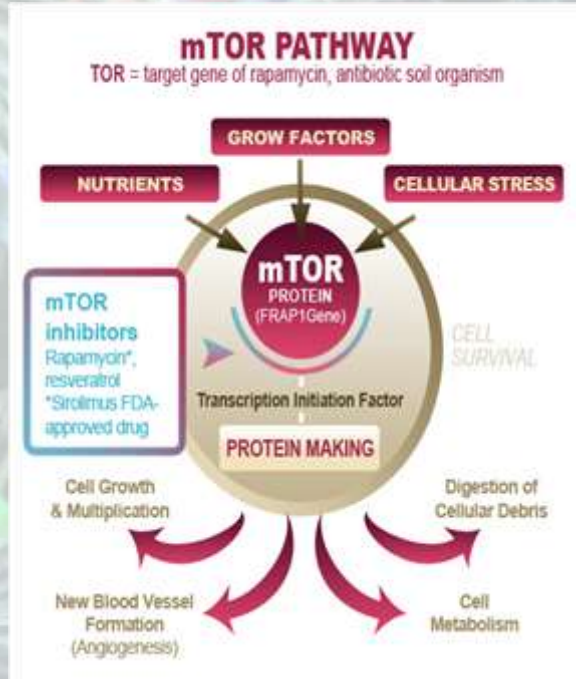 mTOR PATHWAY
TOR = target gene of rapamycin, antibiotic soil organism
GROW FACTORS
NUTRIENTS
CELLULAR STRESS
mTOR
PROTEIN
(FRAP1Gene)
mTOR
inhibitors
Rapamycin*,
resveratrol
*Sirolimus FDA-
approved drug
CELL
SURVIVAL
Transcription Initiation Factor
PROTEIN MAKING
Cell Growth
& Multiplication
Digestion of
Cellular Debris
New Blood Vessel
Formation
(Angiogenesis)
Cell
Metabolism